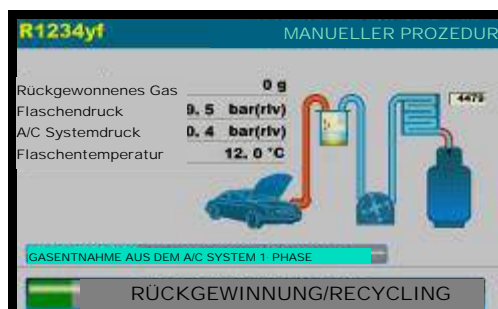 R1234yf MANUELLER PROZEDUR
Rückgewonnenes Gas 0 g
Flaschendruck 9.5 bar(rlv)
A/C Systemdruck 0.4 bar(rlv)
Flaschentemperatur 12.0 °C
4479
GASENTNAHME AUS DEM A/C SYSTEM 1· PHASE
RÜCKGEWINNUNG/RECYCLING